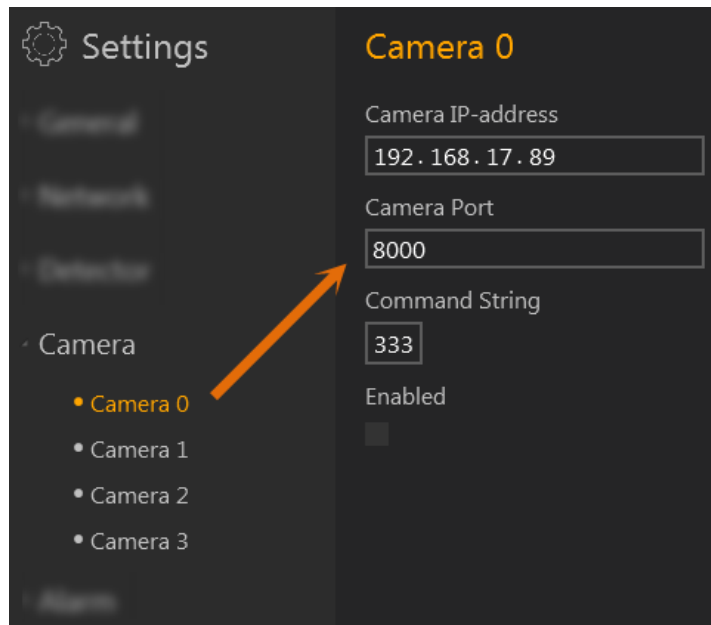 Settings
Camera
Camera 0
Camera 1
Camera 2
Camera 3
Camera 0
Camera IP-address
192.168.17.89
Camera Port
8000
Command String
333
Enabled